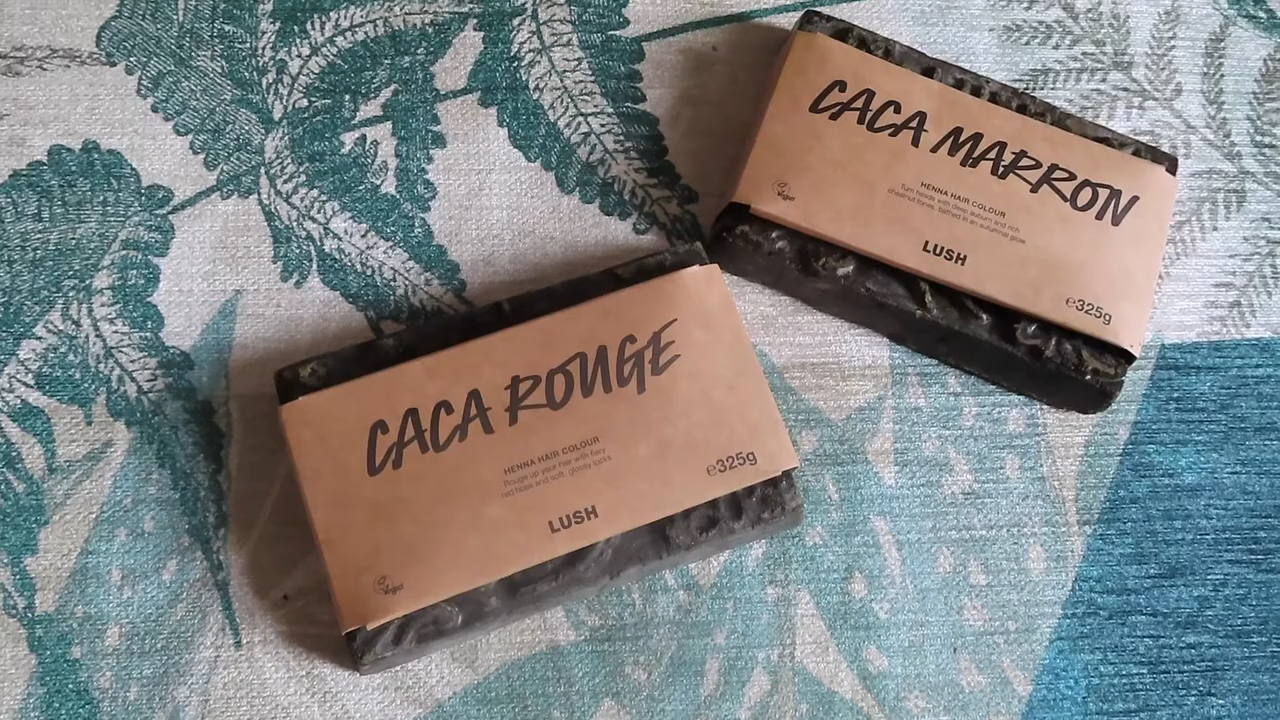 CACA MARRON
Vegan
HENNA HAIR COLOUR
Turn heads with deep auburn and rich
chestnut tones, bathed in an autumnal glow.
LUSH
℮325g
CACA ROUGE
HENNA HAIR COLOUR
Rouge up your hair with fiery
red hues and soft, glossy locks
℮325g
LUSH
Vegan